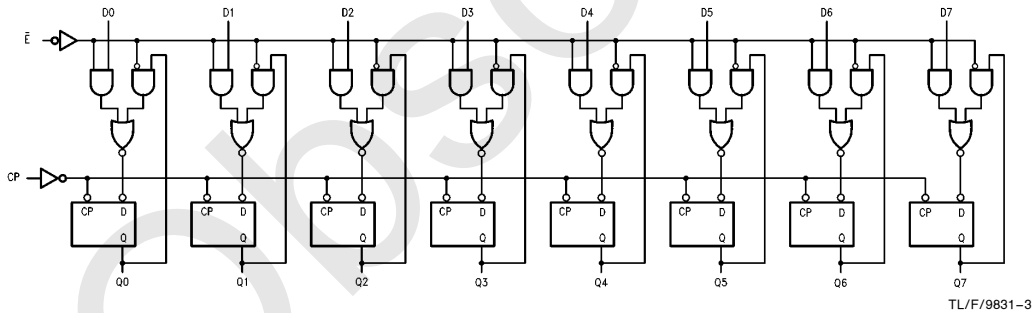 D0 D1 D2 D3 D4 D5 D6 D7
Ē
CP
CP D CP D CP D CP D CP D CP D CP D CP D
Q Q Q Q Q Q Q Q
Q0 Q1 Q2 Q3 Q4 Q5 Q6 Q7
TL/F/9831-3